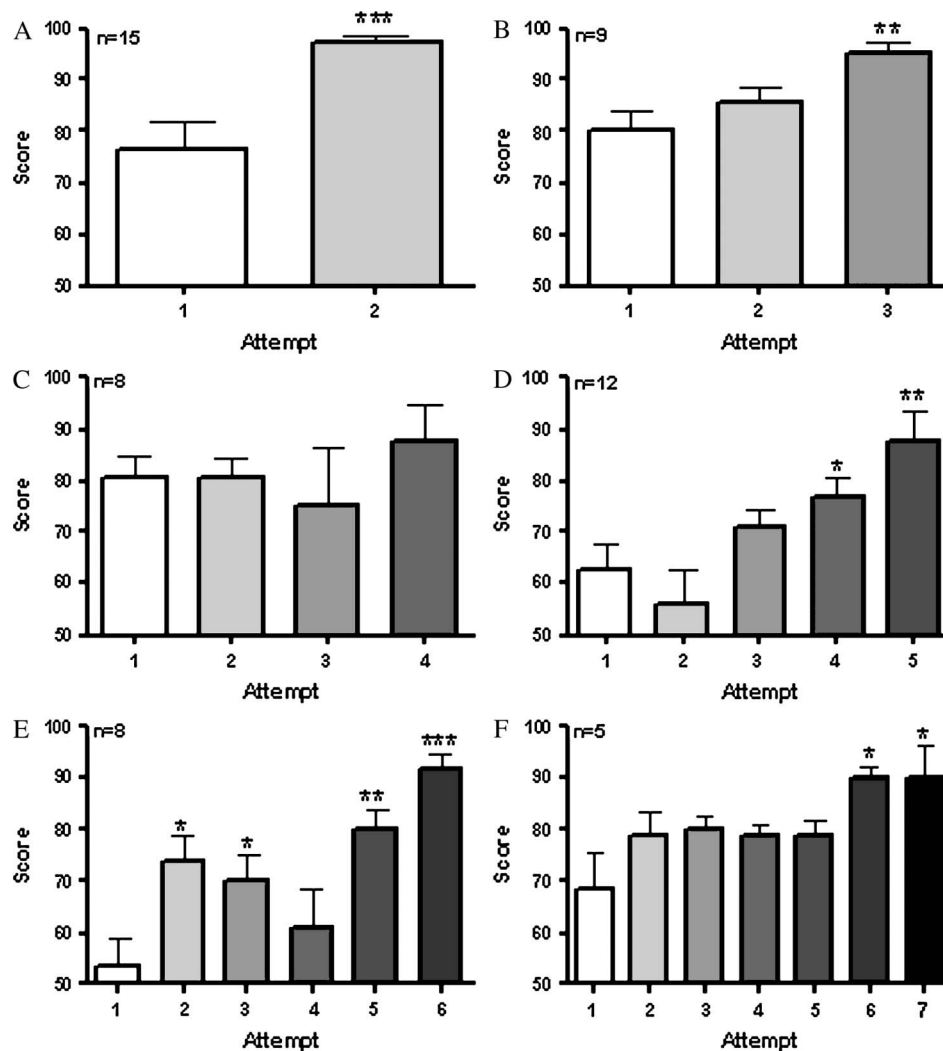 A
n=15
***
100
90
80
70
60
50
Score
1 2
Attempt
B
n=9
**
100
90
80
70
60
50
Score
1 2 3
Attempt
C
n=8
100
90
80
70
60
50
Score
1 2 3 4
Attempt
D
n=12
* **
100
90
80
70
60
50
Score
1 2 3 4 5
Attempt
E
n=8
* * ** ***
100
90
80
70
60
50
Score
1 2 3 4 5 6
Attempt
F
n=5
* *
100
90
80
70
60
50
Score
1 2 3 4 5 6 7
Attempt